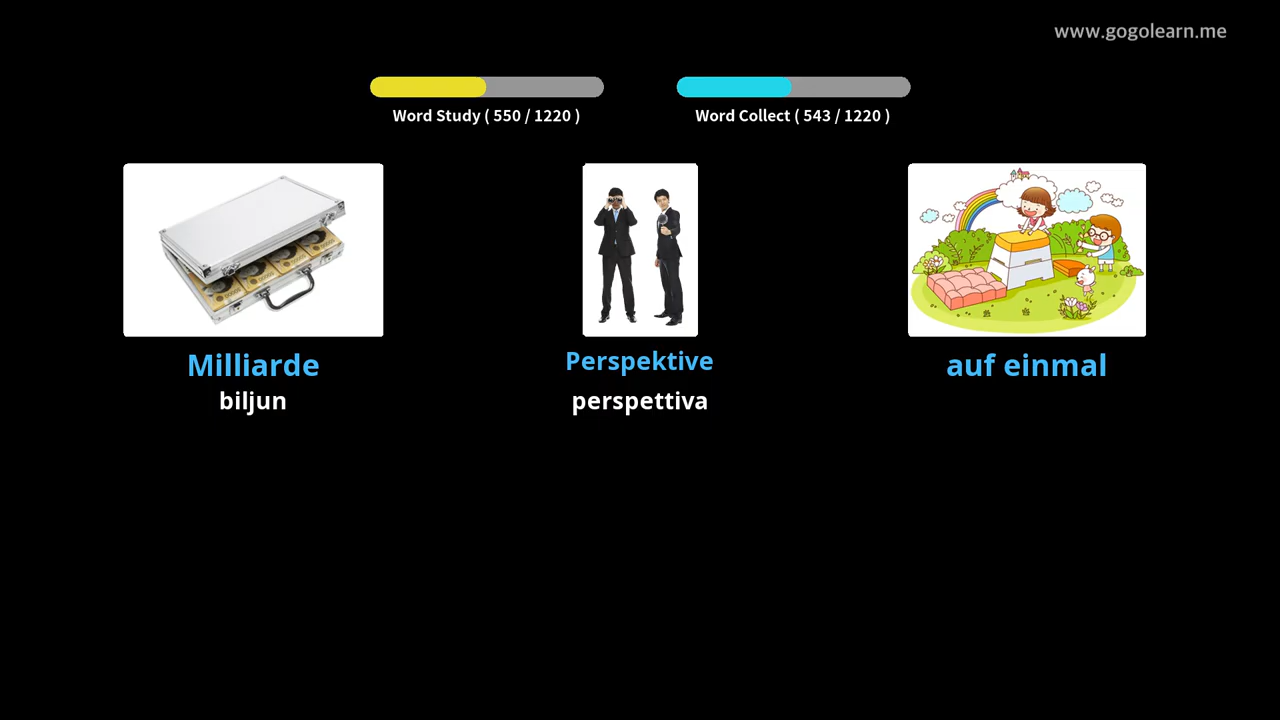 www.gogolearn.me
Word Study ( 550 / 1220 )
Word Collect ( 543 / 1220 )
Milliarde
biljun
Perspektive
perspettiva
auf einmal